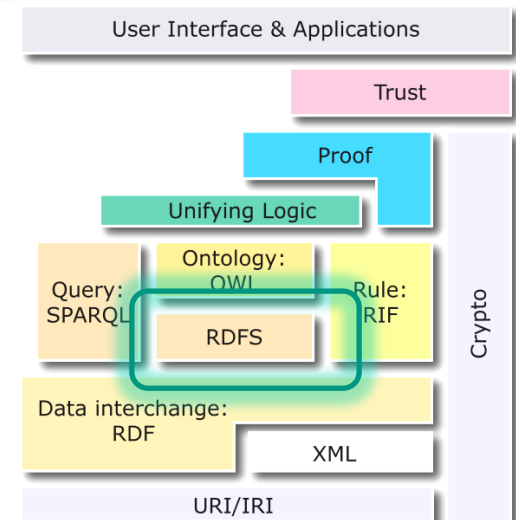 User Interface & Applications
Trust
Proof
Unifying Logic
Query:
SPARQL
Ontology:
OWL
RDFS
Rule:
RIF
Crypto
Data interchange:
RDF
XML
URI/IRI